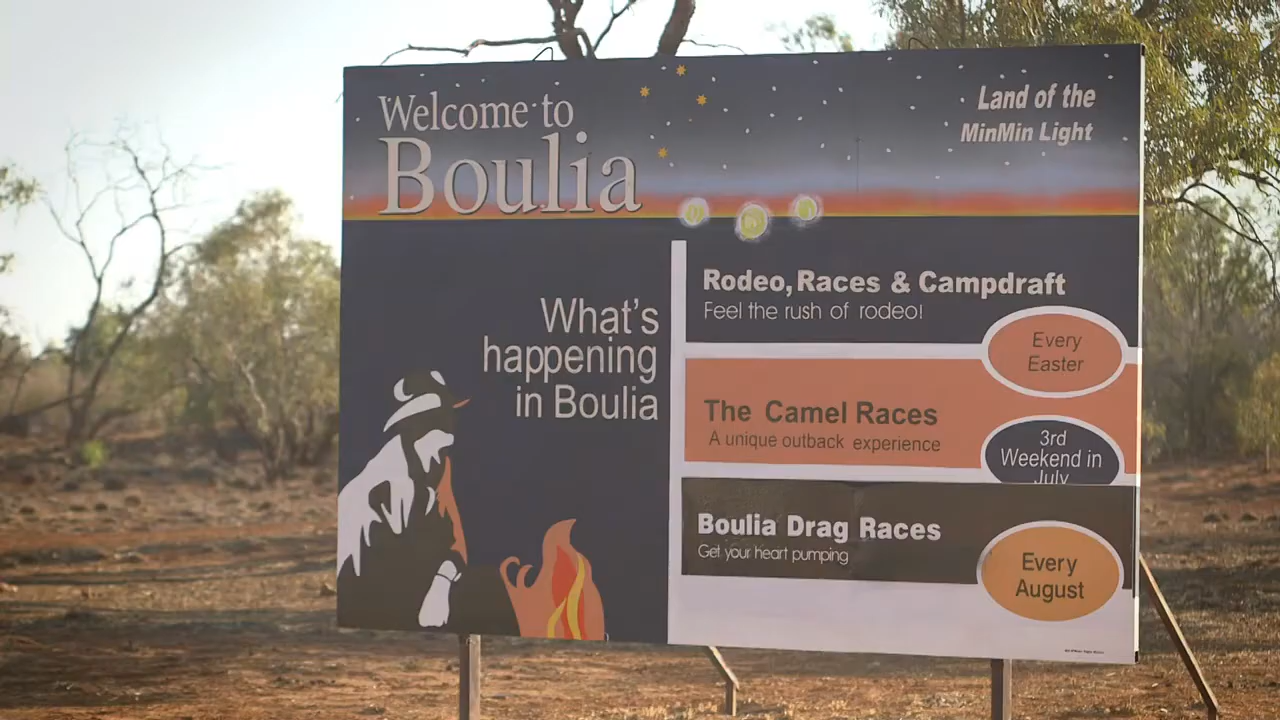 Welcome to
Boulia
Land of the
MinMin Light
What's
happening
in Boulia
Rodeo, Races & Campdraft
Feel the rush of rodeo!
Every
Easter
The Camel Races
A unique outback experience
3rd
Weekend in
July
Boulia Drag Races
Get your heart pumping
Every
August